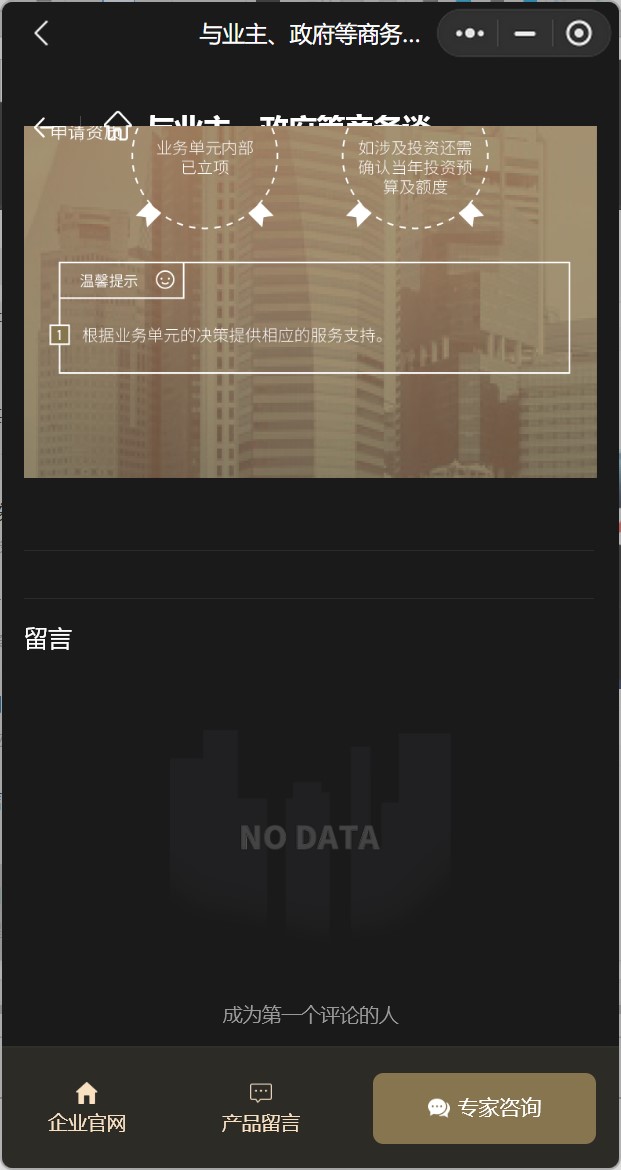 与业主、政府等商务...
与业主、政府等商务谈
申请资
业务单元内部
已立项
如涉及投资还需
确认当年投资预
算及额度
温馨提示
1 根据业务单元的决策提供相应的服务支持。
留言
NO DATA
成为第一个评论的人
企业官网
产品留言
专家咨询